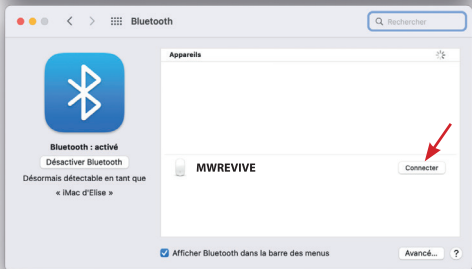 Bluetooth
Rechercher
Appareils
Bluetooth : activé
Désactiver Bluetooth
Désormais détectable en tant que
« iMac d'Elise »
MWREVIVE
Connecter
Afficher Bluetooth dans la barre des menus
Avancé...
?